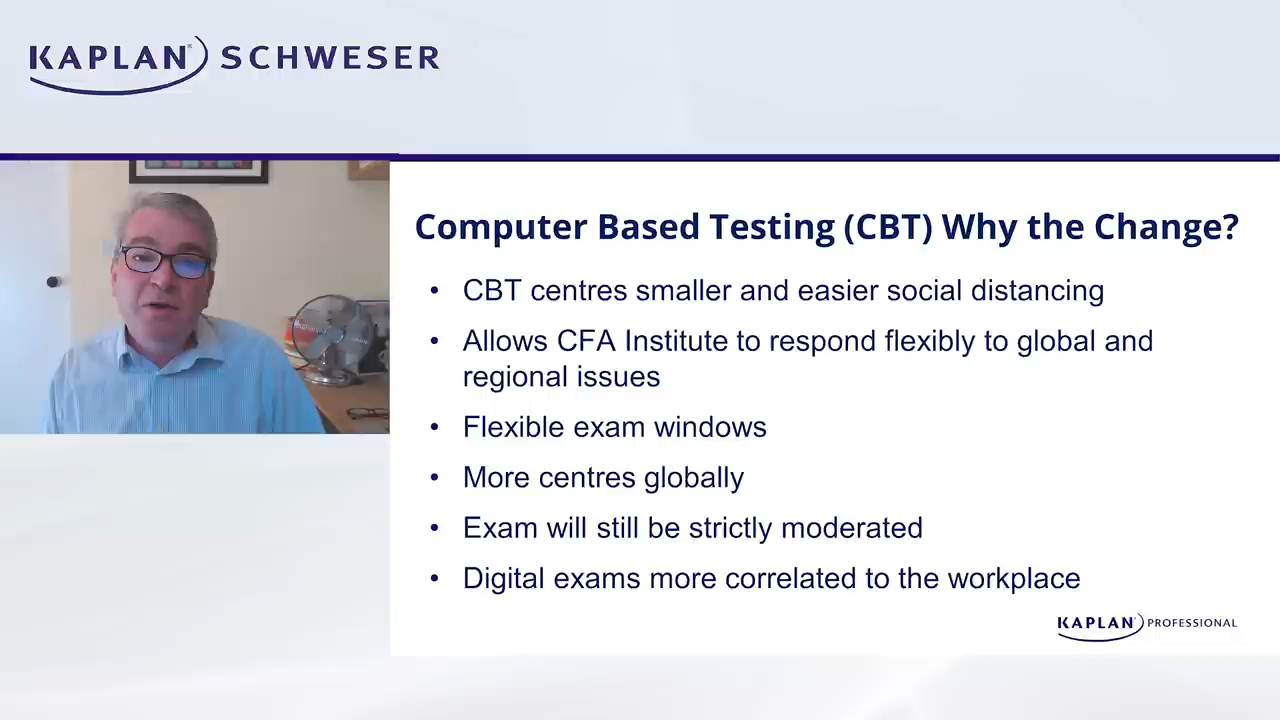 KAPLAN SCHWESER
Computer Based Testing (CBT) Why the Change?
• CBT centres smaller and easier social distancing
• Allows CFA Institute to respond flexibly to global and
regional issues
• Flexible exam windows
• More centres globally
• Exam will still be strictly moderated
• Digital exams more correlated to the workplace
KAPLAN PROFESSIONAL